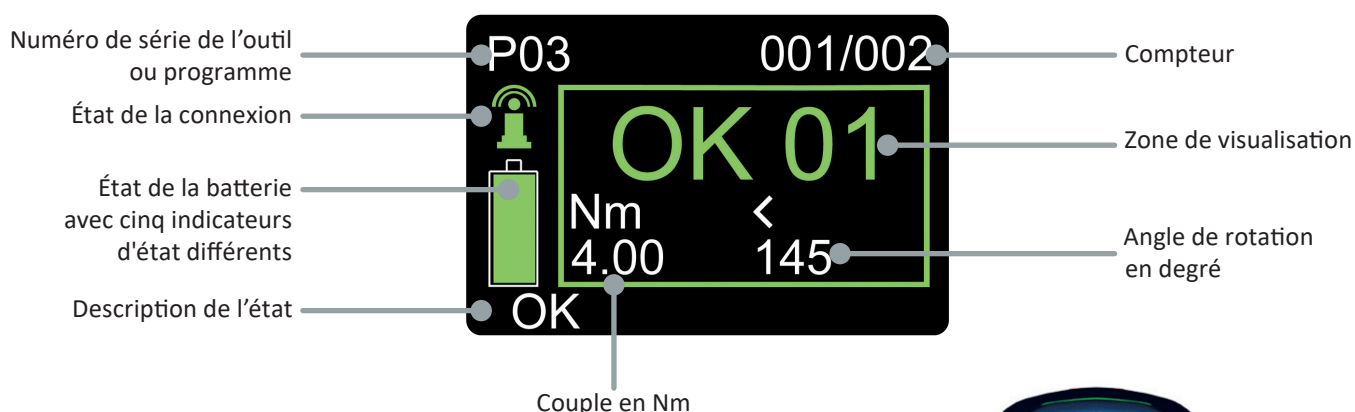 Numéro de série de l’outil
ou programme
État de la connexion
État de la batterie
avec cinq indicateurs
d'état différents
Description de l’état
P03
001/002
OK 01
Nm <
4.00 145
OK
Compteur
Zone de visualisation
Angle de rotation
en degré
Couple en Nm